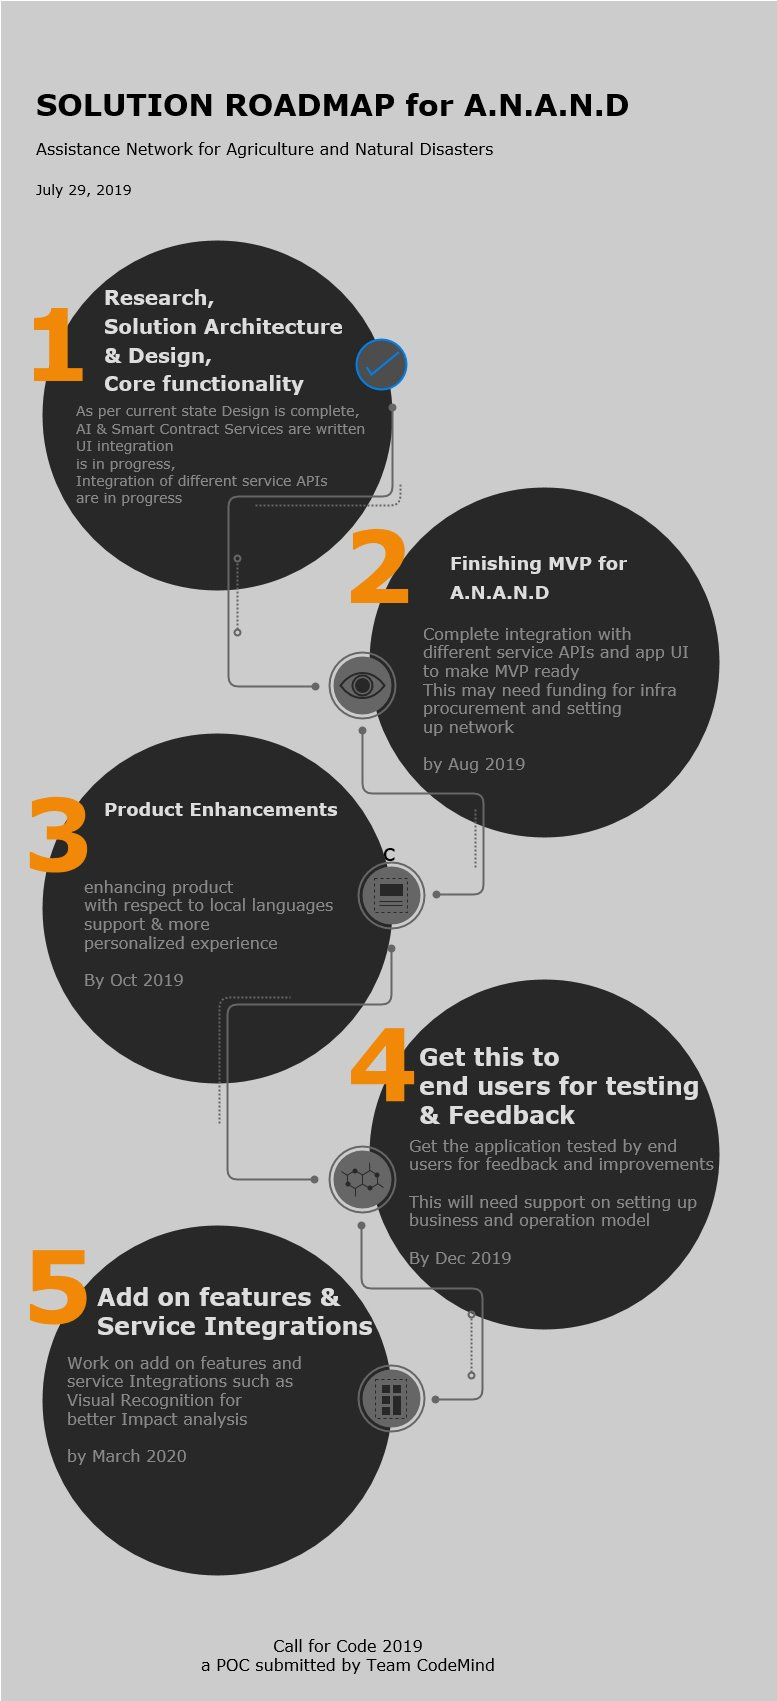 SOLUTION ROADMAP for A.N.A.N.D
Assistance Network for Agriculture and Natural Disasters
July 29, 2019
1
Research,
Solution Architecture
& Design,
Core functionality
As per current state Design is complete,
AI & Smart Contract Services are written
UI integration
is in progress,
Integration of different service APIs
are in progress
2
Finishing MVP for
A.N.A.N.D
Complete integration with
different service APIs and app UI
to make MVP ready
This may need funding for infra
procurement and setting
up network
by Aug 2019
3
Product Enhancements
C
enhancing product
with respect to local languages
support & more
personalized experience
By Oct 2019
4
Get this to
end users for testing
& Feedback
Get the application tested by end
users for feedback and improvements
This will need support on setting up
business and operation model
By Dec 2019
5
Add on features &
Service Integrations
Work on add on features and
service Integrations such as
Visual Recognition for
better Impact analysis
by March 2020
Call for Code 2019
a POC submitted by Team CodeMind